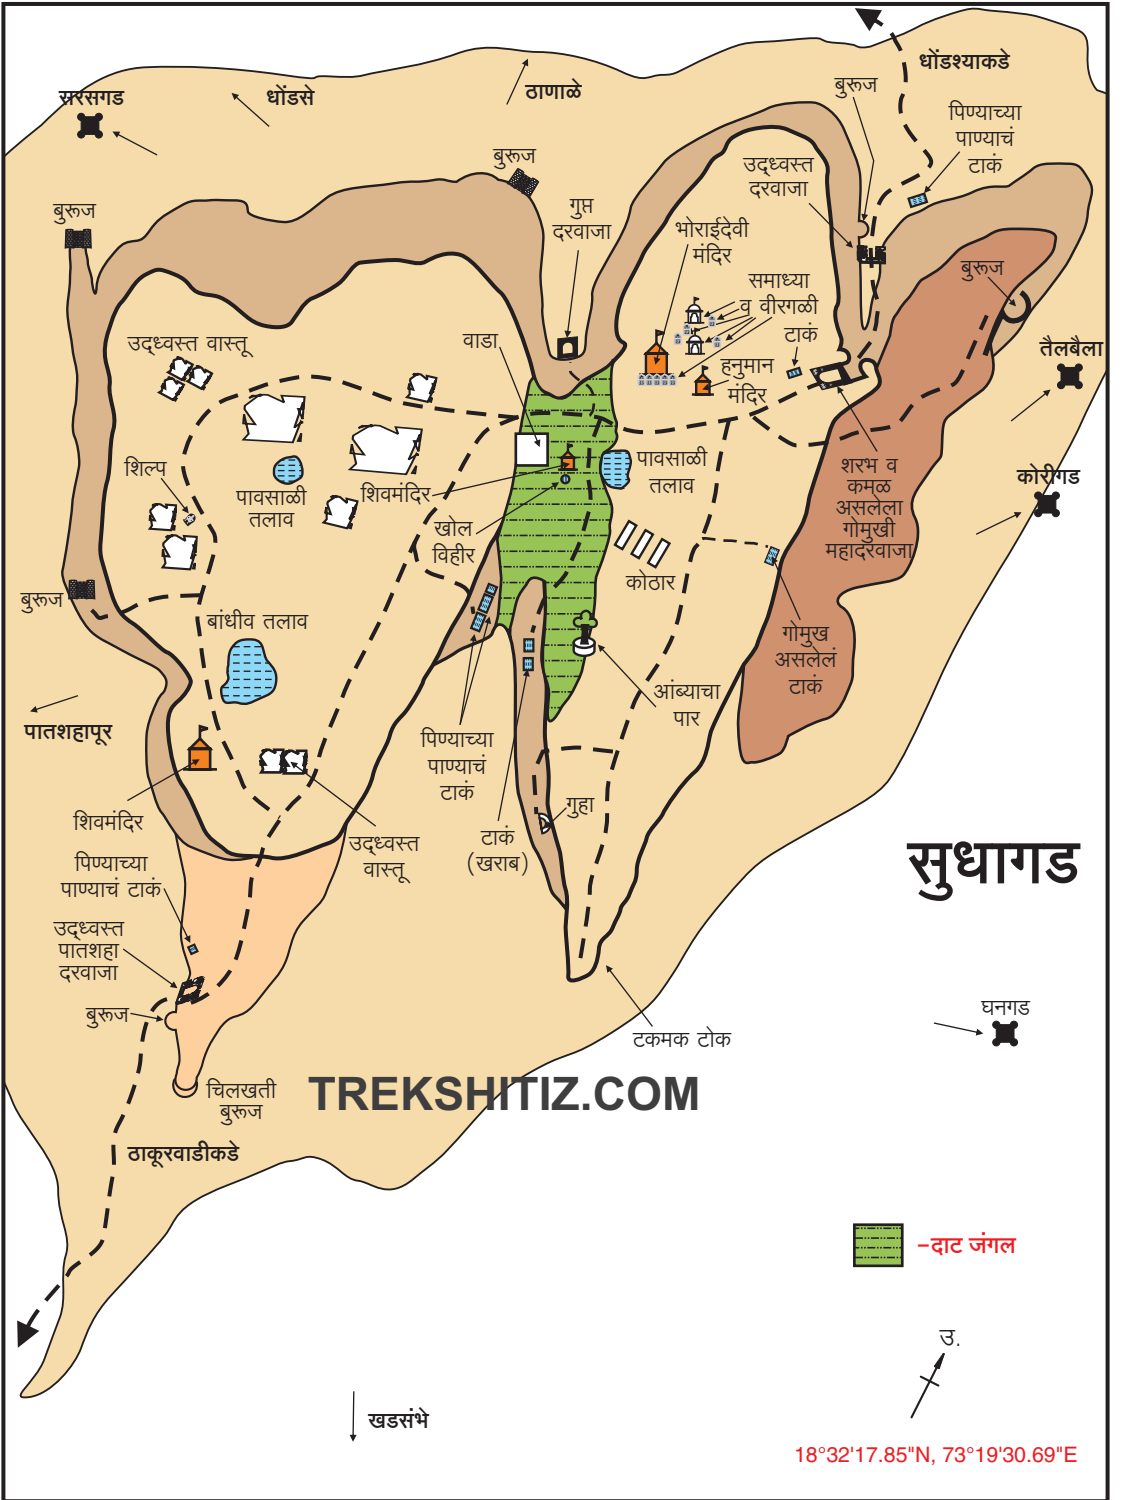 धोंडश्याकडे
सरसगड
धोंडसे
ठाणाळे
बुरूज
पिण्याच्या
पाण्याचं
टाकं
बुरूज
उद्ध्वस्त
दरवाजा
बुरूज
गुप्त
दरवाजा
भोराईदेवी
मंदिर
समाध्या
व वीरगळी
बुरूज
टाकं
वाडा
उद्ध्वस्त वास्तू
हनुमान
मंदिर
तैलबैला
शिल्प
पावसाळी
तलाव
शिवमंदिर
पावसाळी
तलाव
शरभ व
कमळ
असलेला
गोमुखी
महादरवाजा
कोरीगड
खोल
विहीर
कोठार
बुरूज
बांधीव तलाव
गोमुख
असलेलं
टाकं
आंब्याचा
पार
पातशहापूर
पिण्याच्या
पाण्याचं
टाकं
गुहा
शिवमंदिर
टाकं
(खराब)
उद्ध्वस्त
वास्तू
सुधागड
पिण्याच्या
पाण्याचं टाकं
उद्ध्वस्त
पातशहा
दरवाजा
बुरूज
घनगड
टकमक टोक
चिलखती
बुरूज
TREKSHITIZ.COM
ठाकूरवाडीकडे
–दाट जंगल
उ.
खडसंभे
18°32'17.85"N, 73°19'30.69"E